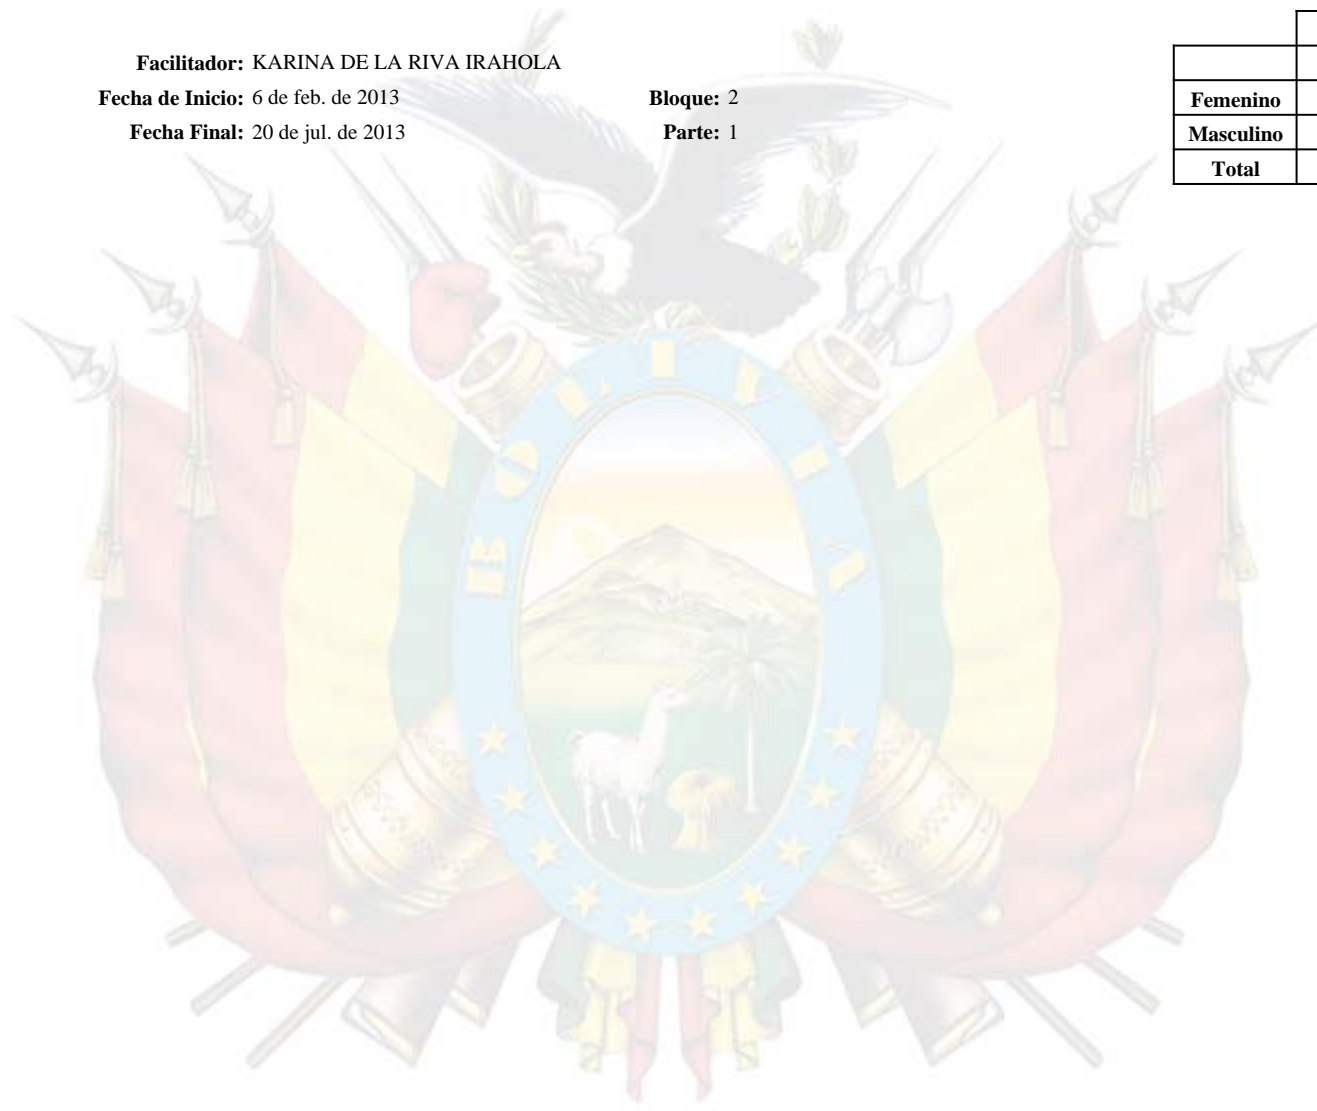 Facilitador: KARINA DE LA RIVA IRAHOLA
Fecha de Inicio: 6 de feb. de 2013 Bloque: 2
Fecha Final: 20 de jul. de 2013 Parte: 1
Femenino
Masculino
Total
BOLIVIA